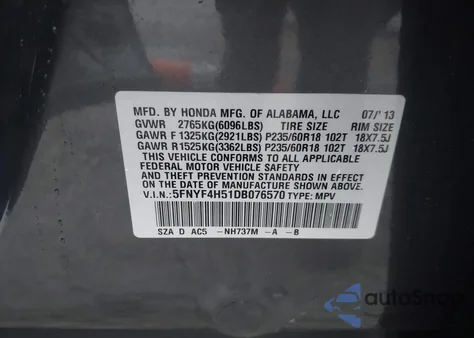 MFD. BY HONDA MFG. OF ALABAMA, LLC 07/'13
GVWR 2765KG(6096LBS) TIRE SIZE RIM SIZE
GAWR F 1325KG(2921LBS) P235/60R18 102T 18X7.5J
GAWR R1525KG(3362LBS) P235/60R18 102T 18X7.5J
THIS VEHICLE CONFORMS TO ALL APPLICABLE
FEDERAL MOTOR VEHICLE SAFETY
AND THEFT PREVENTION STANDARDS IN EFFECT
ON THE DATE OF MANUFACTURE SHOWN ABOVE.
V.I.N.: 5FNYF4H51DB076570 TYPE: MPV
SZA D AC5 -NH737M -A -B
autoSnap